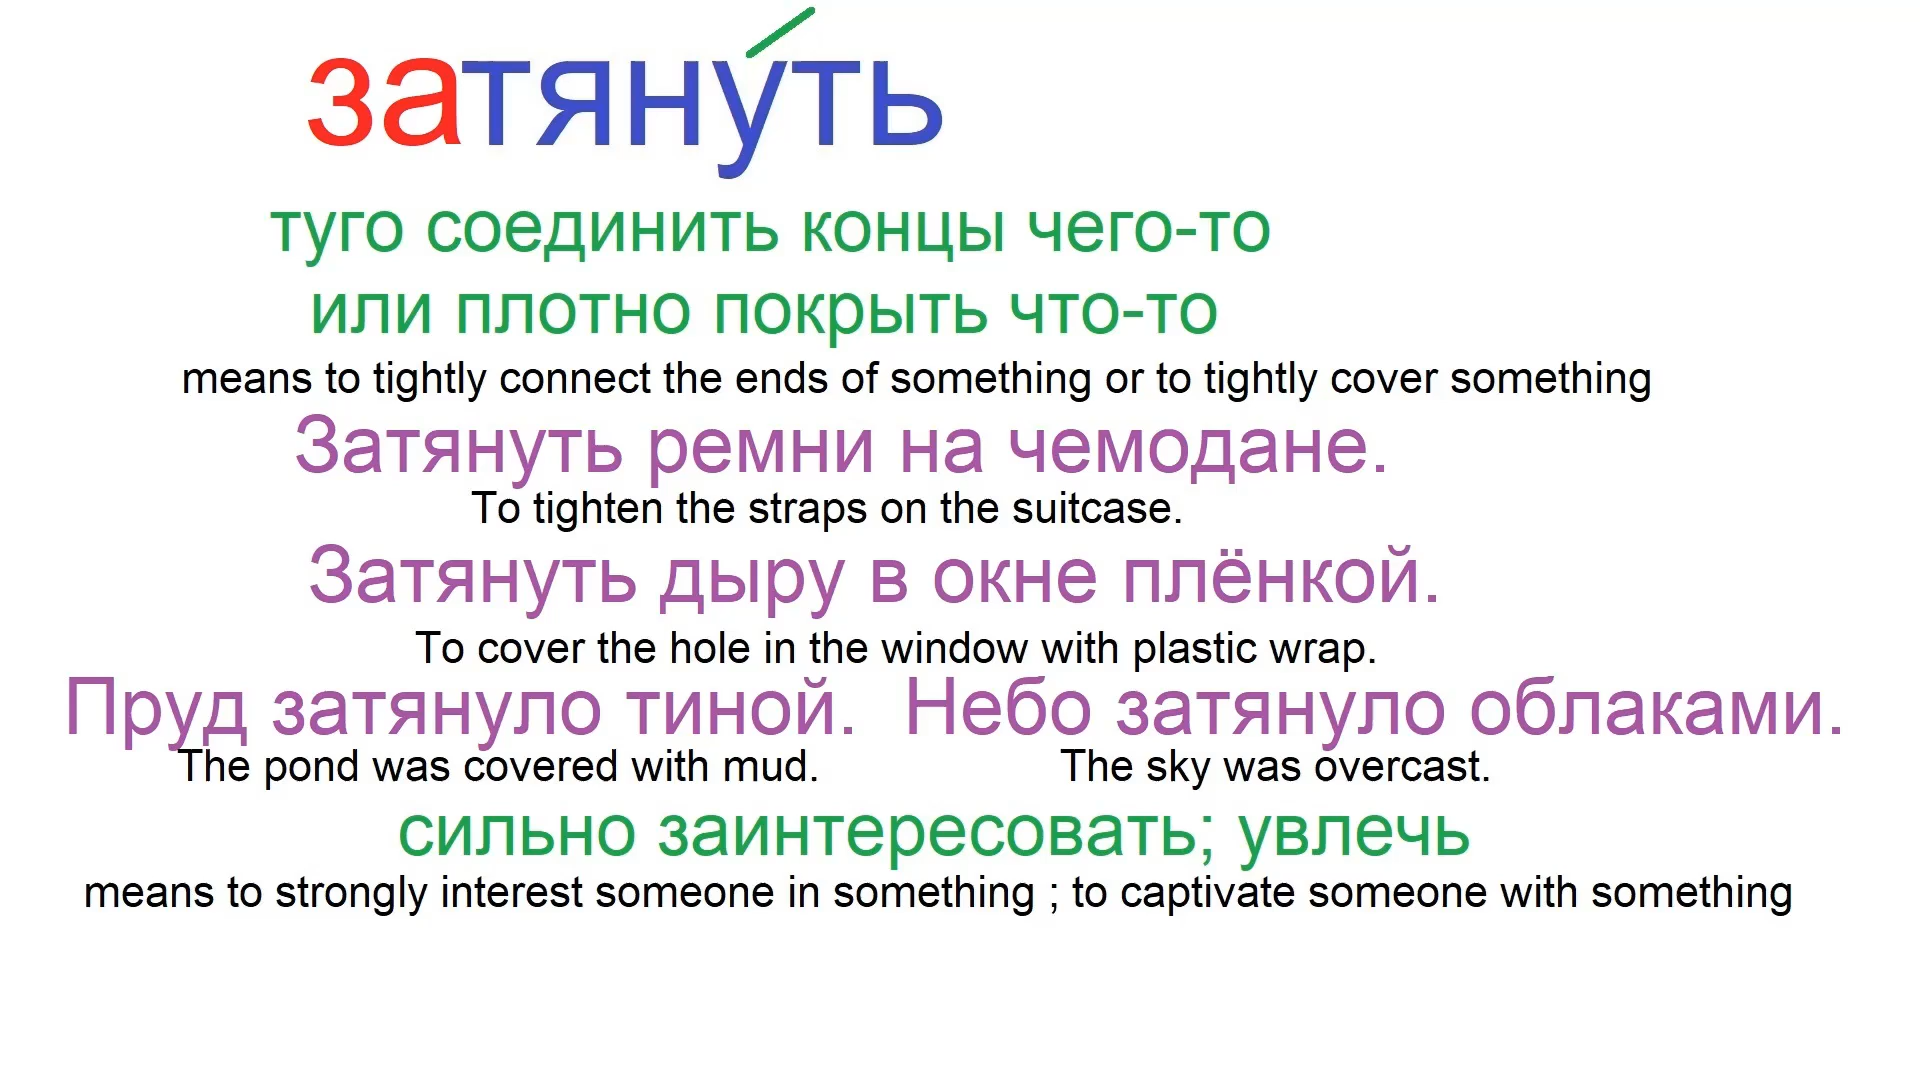 затяну́ть
туго соединить концы чего-то
или плотно покрыть что-то
means to tightly connect the ends of something or to tightly cover something
Затянуть ремни на чемодане.
To tighten the straps on the suitcase.
Затянуть дыру в окне плёнкой.
To cover the hole in the window with plastic wrap.
Пруд затянуло тиной. Небо затянуло облаками.
The pond was covered with mud. The sky was overcast.
сильно заинтересовать; увлечь
means to strongly interest someone in something ; to captivate someone with something